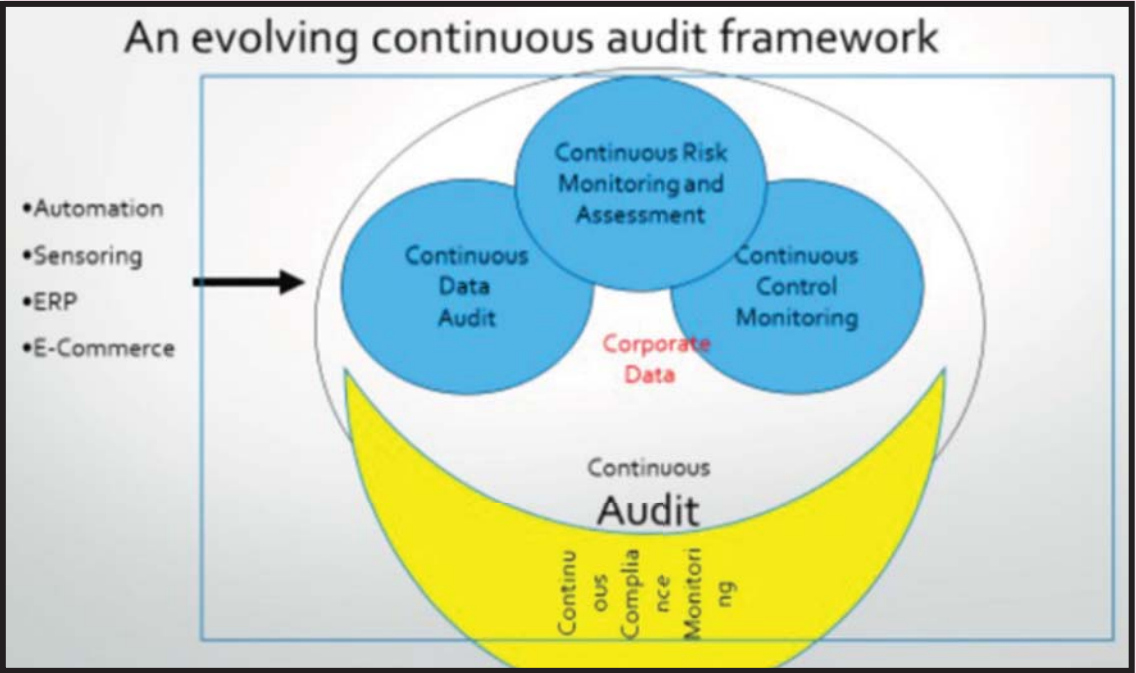 An evolving continuous audit framework
•Automation
•Sensoring
•ERP
•E-Commerce
Continuous Risk
Monitoring and
Assessment
Continuous
Data
Audit
Continuous
Control
Monitoring
Corporate
Data
Continuous
Audit
Continu
ous
Complia
nce
Monitori
ng